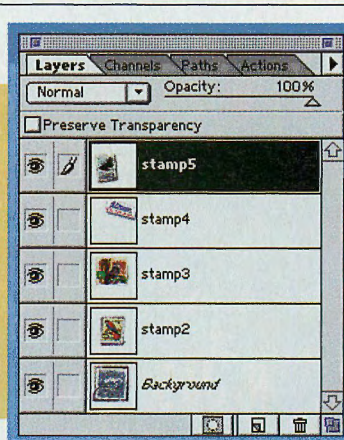 Layers Channels Paths Actions
Normal Opacity: 100%
Preserve Transparency
stamp5
stamp4
stamp3
stamp2
Background